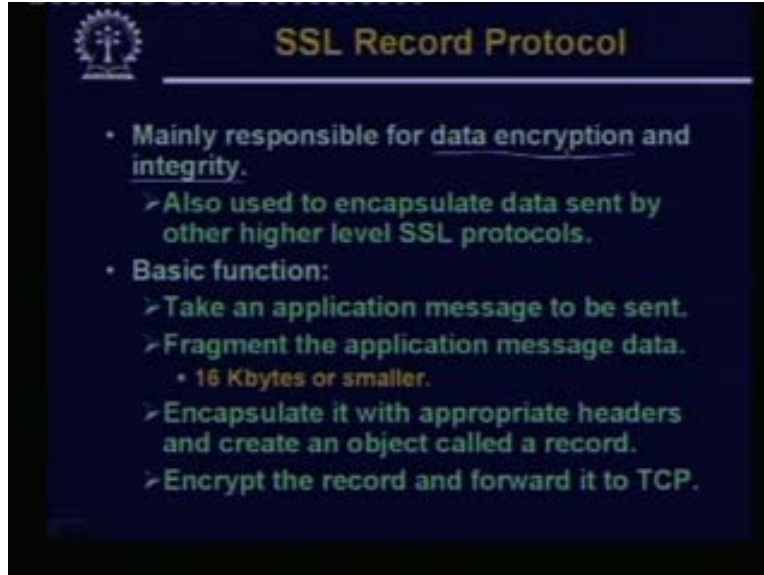 SSL Record Protocol
• Mainly responsible for data encryption and
integrity.
➢Also used to encapsulate data sent by
other higher level SSL protocols.
• Basic function:
➢Take an application message to be sent.
➢Fragment the application message data.
• 16 Kbytes or smaller.
➢Encapsulate it with appropriate headers
and create an object called a record.
➢Encrypt the record and forward it to TCP.